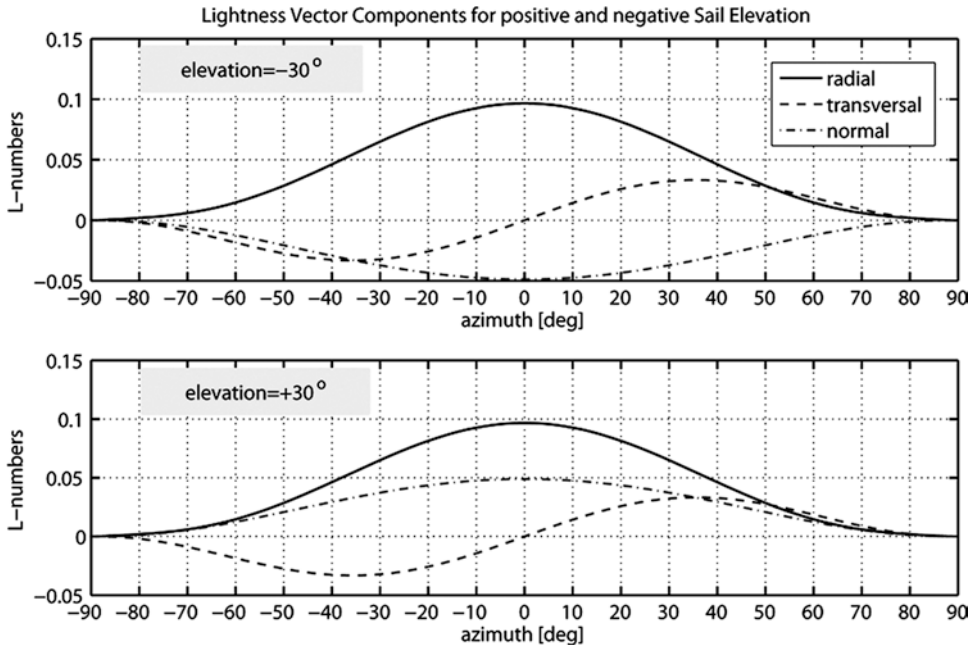 Lightness Vector Components for positive and negative Sail Elevation
0.15
elevation=−30°
radial
transversal
normal
0.1
0.05
0
−0.05
L−numbers
−90 −80 −70 −60 −50 −40 −30 −20 −10 0 10 20 30 40 50 60 70 80 90
azimuth [deg]
0.15
elevation=+30°
0.1
0.05
0
−0.05
L−numbers
−90 −80 −70 −60 −50 −40 −30 −20 −10 0 10 20 30 40 50 60 70 80 90
azimuth [deg]